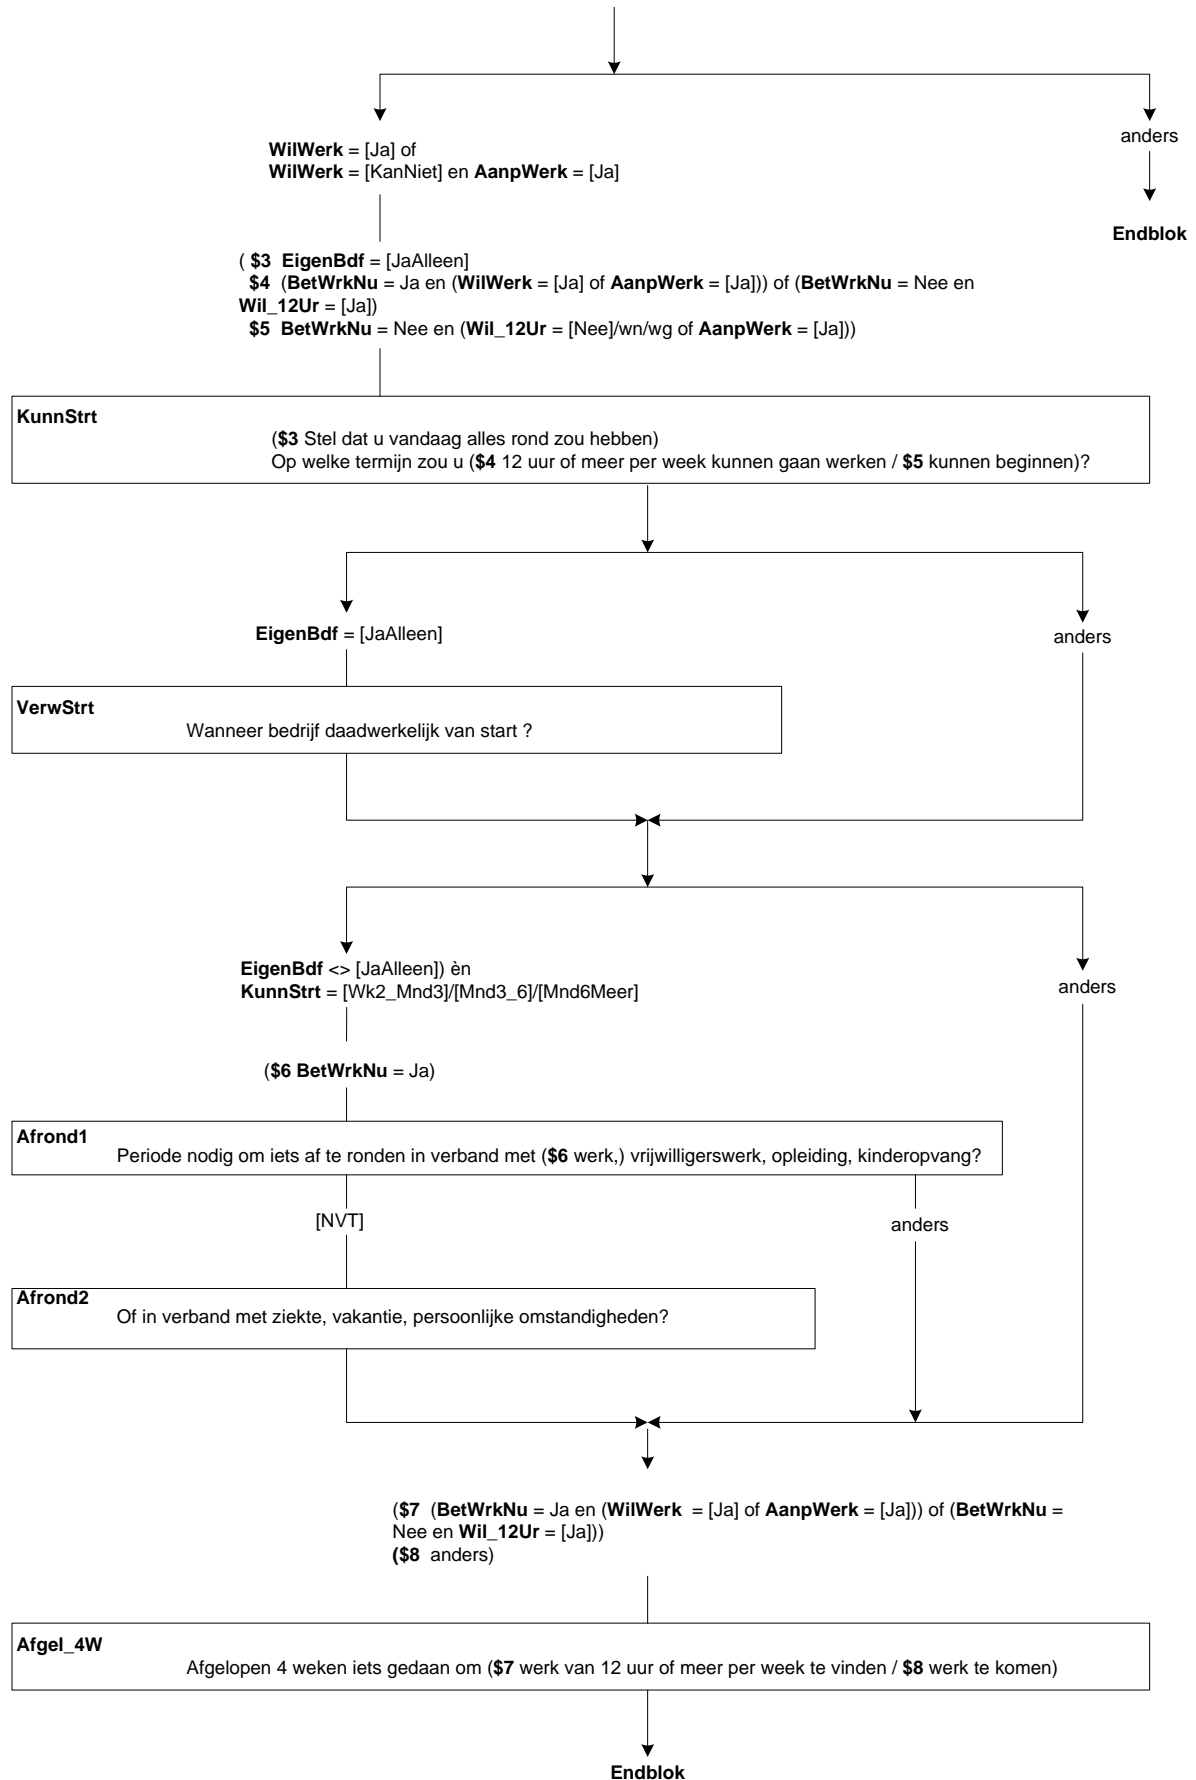 WilWerk = [Ja] of
WilWerk = [KanNiet] en AanpWerk = [Ja]
anders
Endblok
( $3 EigenBdf = [JaAlleen]
$4 (BetWrkNu = Ja en (WilWerk = [Ja] of AanpWerk = [Ja])) of (BetWrkNu = Nee en
Wil_12Ur = [Ja])
$5 BetWrkNu = Nee en (Wil_12Ur = [Nee]/wn/wg of AanpWerk = [Ja]))
KunnStrt
($3 Stel dat u vandaag alles rond zou hebben)
Op welke termijn zou u ($4 12 uur of meer per week kunnen gaan werken / $5 kunnen beginnen)?
EigenBdf = [JaAlleen]
anders
VerwStrt
Wanneer bedrijf daadwerkelijk van start ?
EigenBdf <> [JaAlleen]) èn
KunnStrt = [Wk2_Mnd3]/[Mnd3_6]/[Mnd6Meer]
anders
($6 BetWrkNu = Ja)
Afrond1
Periode nodig om iets af te ronden in verband met ($6 werk,) vrijwilligerswerk, opleiding, kinderopvang?
[NVT]
anders
Afrond2
Of in verband met ziekte, vakantie, persoonlijke omstandigheden?
($7 (BetWrkNu = Ja en (WilWerk = [Ja] of AanpWerk = [Ja])) of (BetWrkNu =
Nee en Wil_12Ur = [Ja]))
($8 anders)
Afgel_4W
Afgelopen 4 weken iets gedaan om ($7 werk van 12 uur of meer per week te vinden / $8 werk te komen)
Endblok